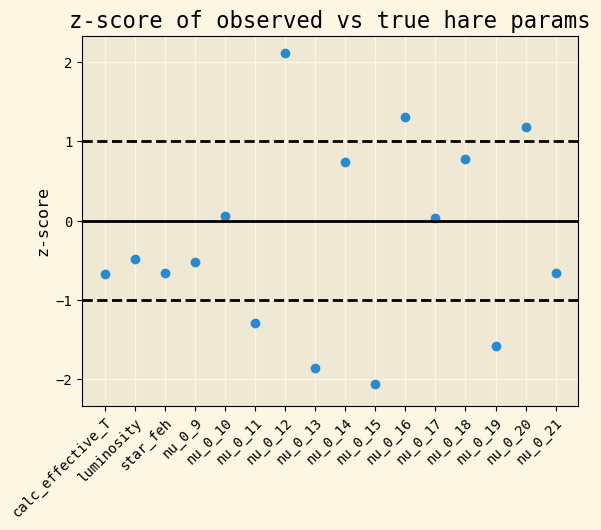 z-score of observed vs true hare params
z-score
2
1
0
−1
−2
calc_effective_T
luminosity
star_feh
nu_0_9
nu_0_10
nu_0_11
nu_0_12
nu_0_13
nu_0_14
nu_0_15
nu_0_16
nu_0_17
nu_0_18
nu_0_19
nu_0_20
nu_0_21